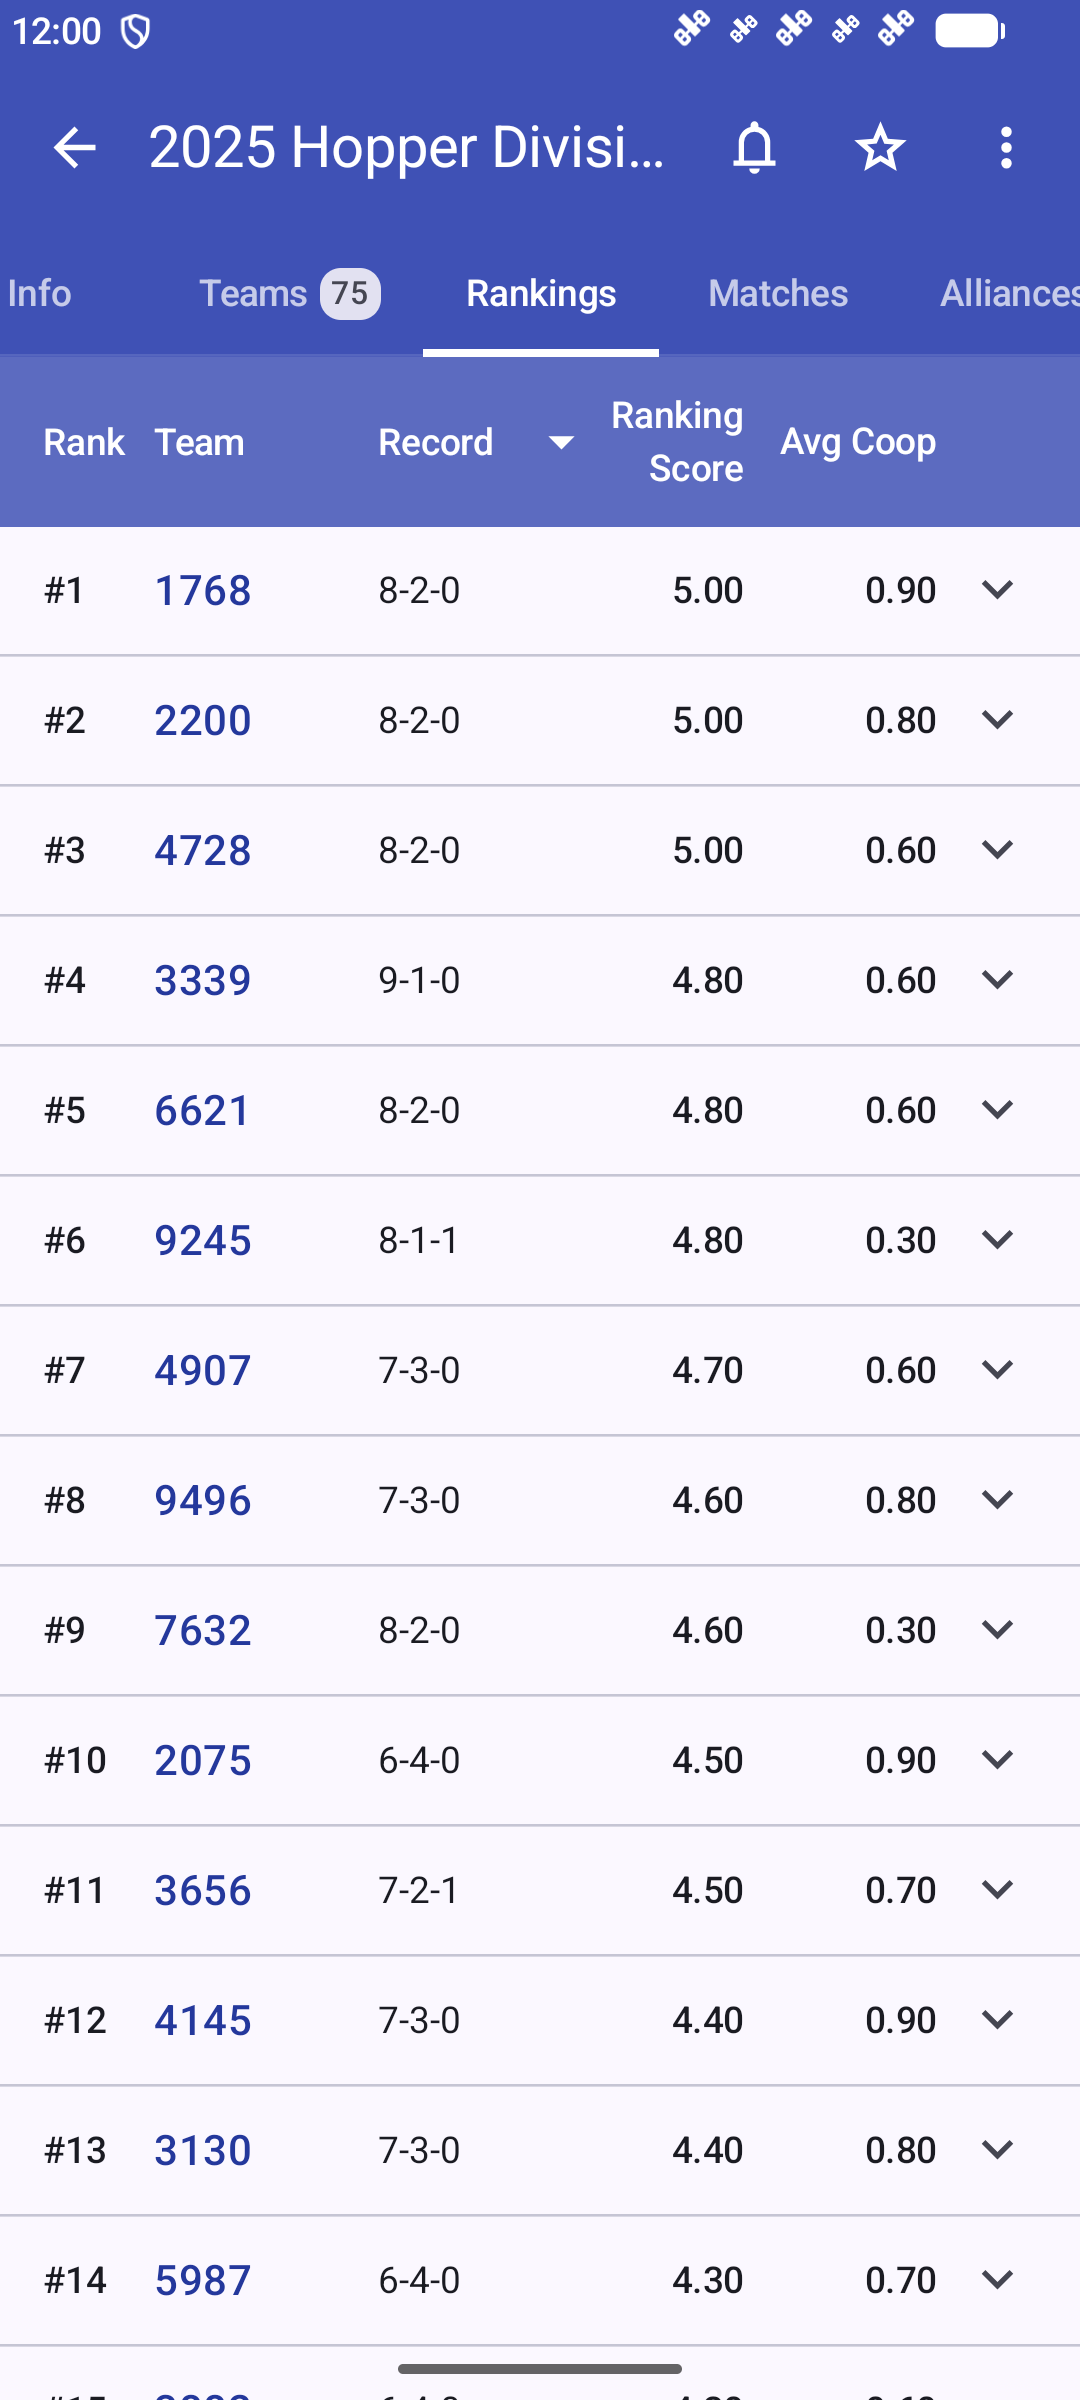 12:00
2025 Hopper Divisi...
Info Teams 75 Rankings Matches Alliances
Rank Team Record Ranking Score Avg Coop
#1 1768 8-2-0 5.00 0.90
#2 2200 8-2-0 5.00 0.80
#3 4728 8-2-0 5.00 0.60
#4 3339 9-1-0 4.80 0.60
#5 6621 8-2-0 4.80 0.60
#6 9245 8-1-1 4.80 0.30
#7 4907 7-3-0 4.70 0.60
#8 9496 7-3-0 4.60 0.80
#9 7632 8-2-0 4.60 0.30
#10 2075 6-4-0 4.50 0.90
#11 3656 7-2-1 4.50 0.70
#12 4145 7-3-0 4.40 0.90
#13 3130 7-3-0 4.40 0.80
#14 5987 6-4-0 4.30 0.70